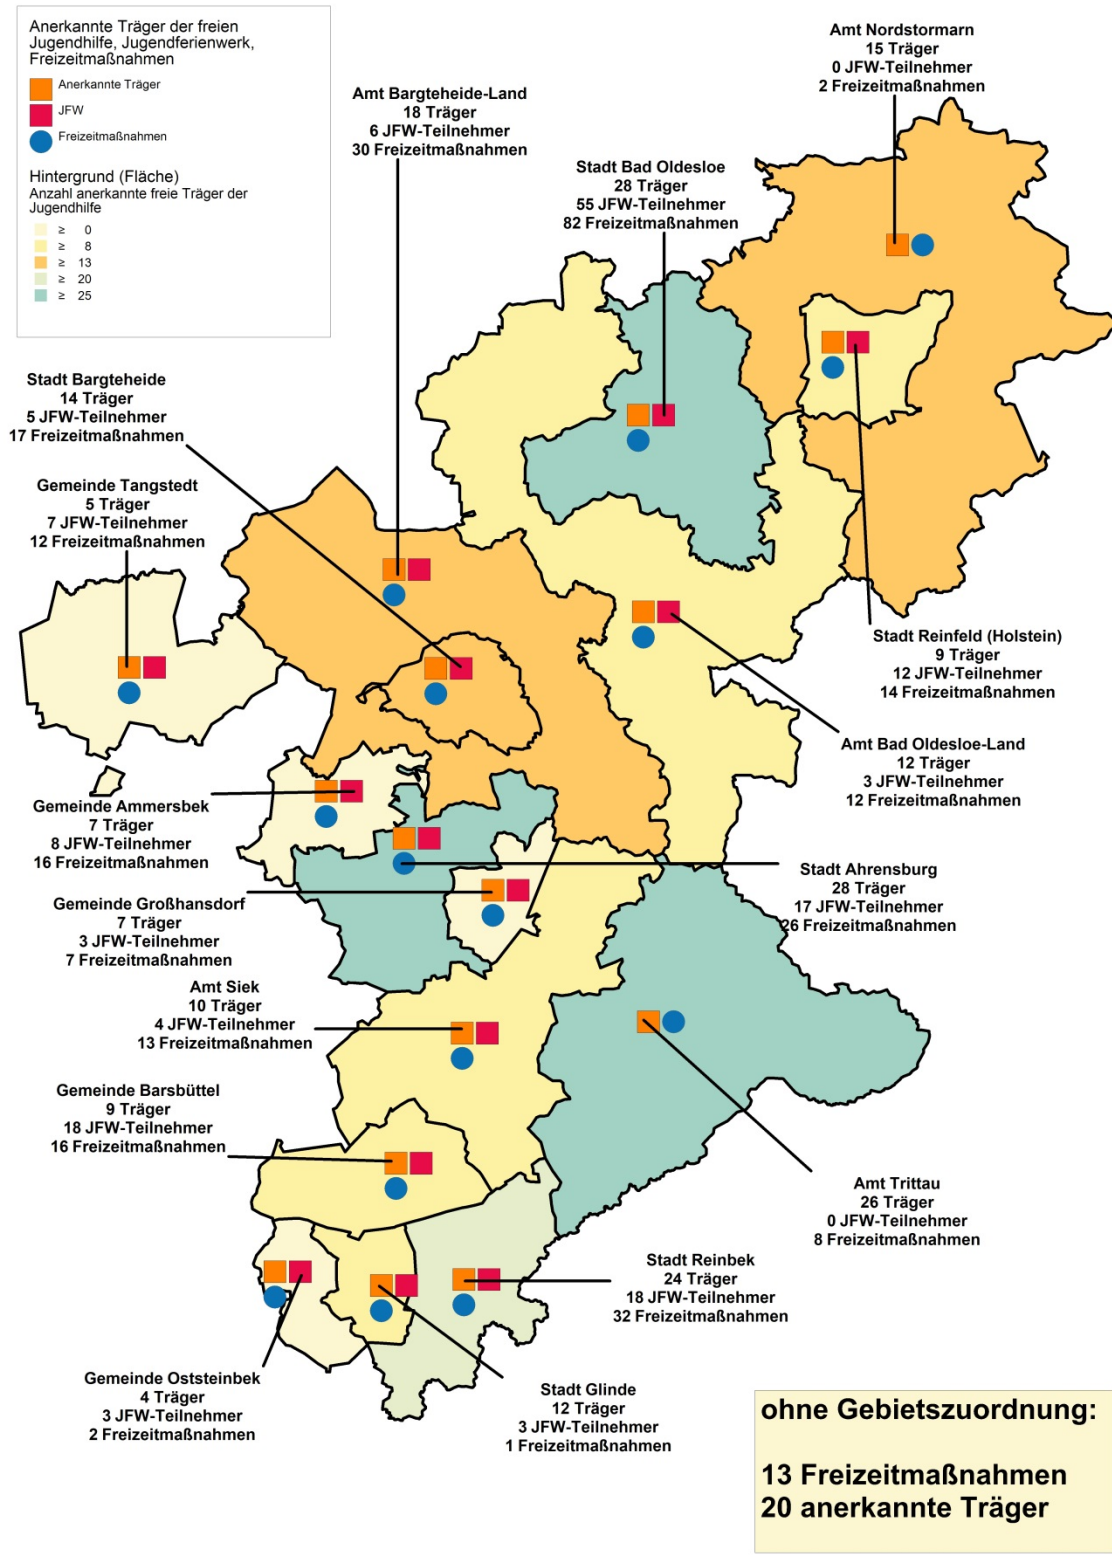 Anerkannte Träger der freien
Jugendhilfe, Jugendferienwerk,
Freizeitmaßnahmen
Anerkannte Träger
JFW
Freizeitmaßnahmen
Hintergrund (Fläche)
Anzahl anerkannte freie Träger der
Jugendhilfe
≥ 0
≥ 8
≥ 13
≥ 20
≥ 25
Amt Nordstormarn
15 Träger
0 JFW-Teilnehmer
2 Freizeitmaßnahmen
Amt Bargteheide-Land
18 Träger
6 JFW-Teilnehmer
30 Freizeitmaßnahmen
Stadt Bad Oldesloe
28 Träger
55 JFW-Teilnehmer
82 Freizeitmaßnahmen
Stadt Bargteheide
14 Träger
5 JFW-Teilnehmer
17 Freizeitmaßnahmen
Gemeinde Tangstedt
5 Träger
7 JFW-Teilnehmer
12 Freizeitmaßnahmen
Stadt Reinfeld (Holstein)
9 Träger
12 JFW-Teilnehmer
14 Freizeitmaßnahmen
Amt Bad Oldesloe-Land
12 Träger
3 JFW-Teilnehmer
12 Freizeitmaßnahmen
Gemeinde Ammersbek
7 Träger
8 JFW-Teilnehmer
16 Freizeitmaßnahmen
Stadt Ahrensburg
28 Träger
17 JFW-Teilnehmer
26 Freizeitmaßnahmen
Gemeinde Großhansdorf
7 Träger
3 JFW-Teilnehmer
7 Freizeitmaßnahmen
Amt Siek
10 Träger
4 JFW-Teilnehmer
13 Freizeitmaßnahmen
Gemeinde Barsbüttel
9 Träger
18 JFW-Teilnehmer
16 Freizeitmaßnahmen
Amt Trittau
26 Träger
0 JFW-Teilnehmer
8 Freizeitmaßnahmen
Stadt Reinbek
24 Träger
18 JFW-Teilnehmer
32 Freizeitmaßnahmen
Gemeinde Oststeinbek
4 Träger
3 JFW-Teilnehmer
2 Freizeitmaßnahmen
Stadt Glinde
12 Träger
3 JFW-Teilnehmer
1 Freizeitmaßnahmen
ohne Gebietszuordnung:
13 Freizeitmaßnahmen
20 anerkannte Träger